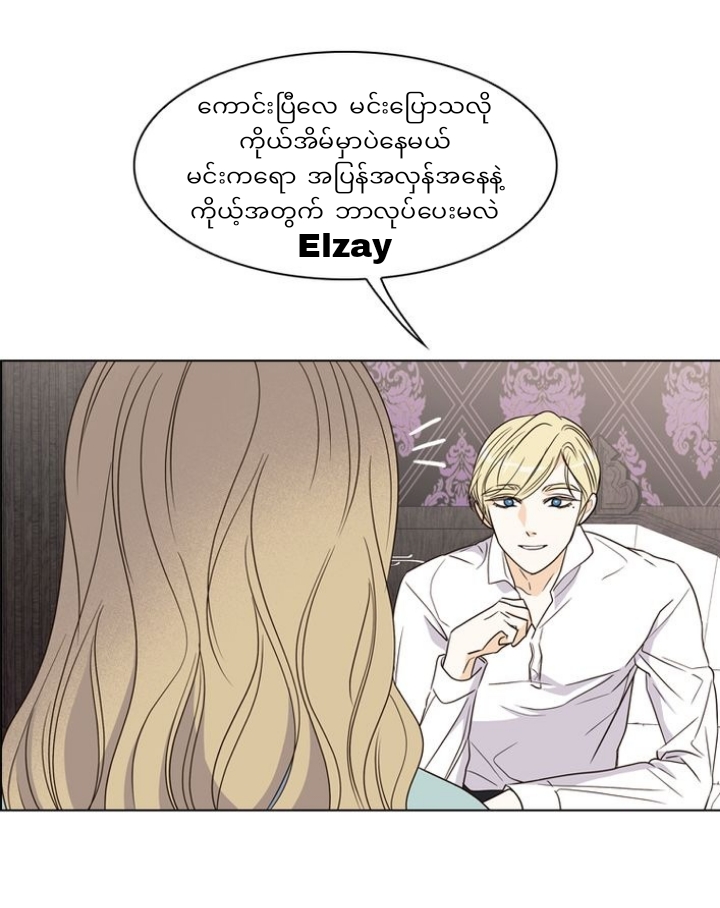 ကောင်းပြီလေ မင်းပြောသလို
ကိုယ်အိမ်မှာပဲနေမယ်
မင်းကရော အပြန်အလှန်အနေနဲ့
ကိုယ့်အတွက် ဘာလုပ်ပေးမလဲ
Elzay